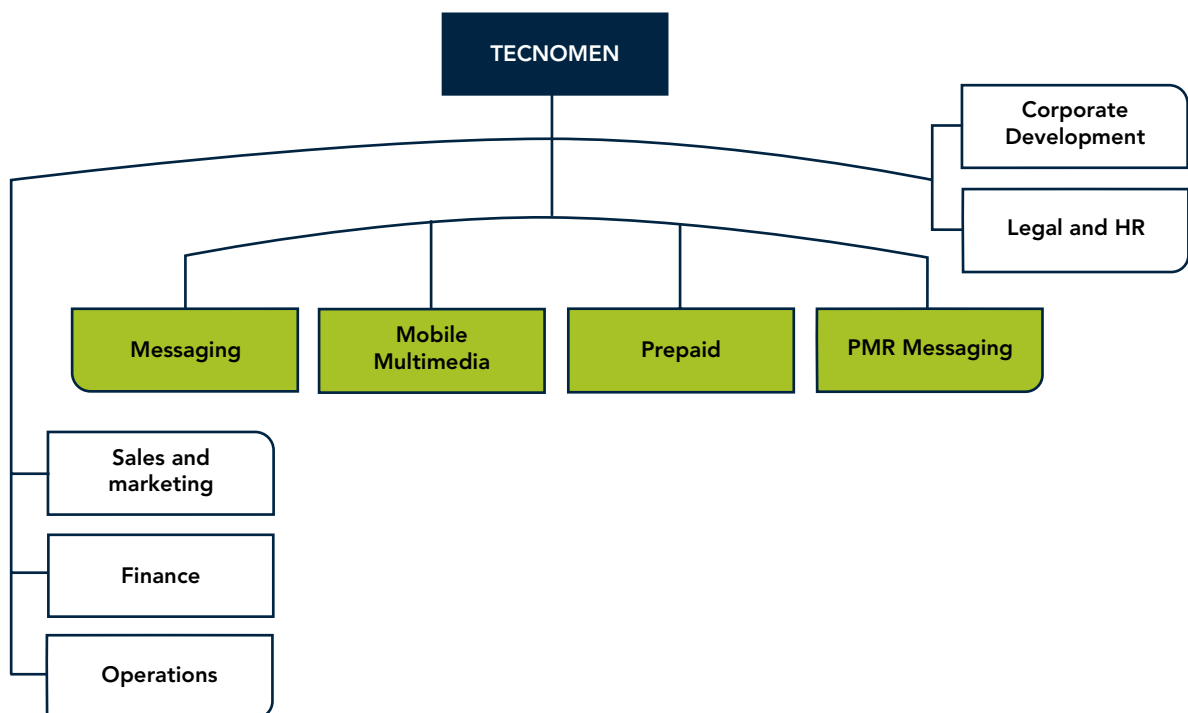 TECNOMEN
Corporate
Development
Legal and HR
Messaging
Mobile
Multimedia
Prepaid
PMR Messaging
Sales and
marketing
Finance
Operations